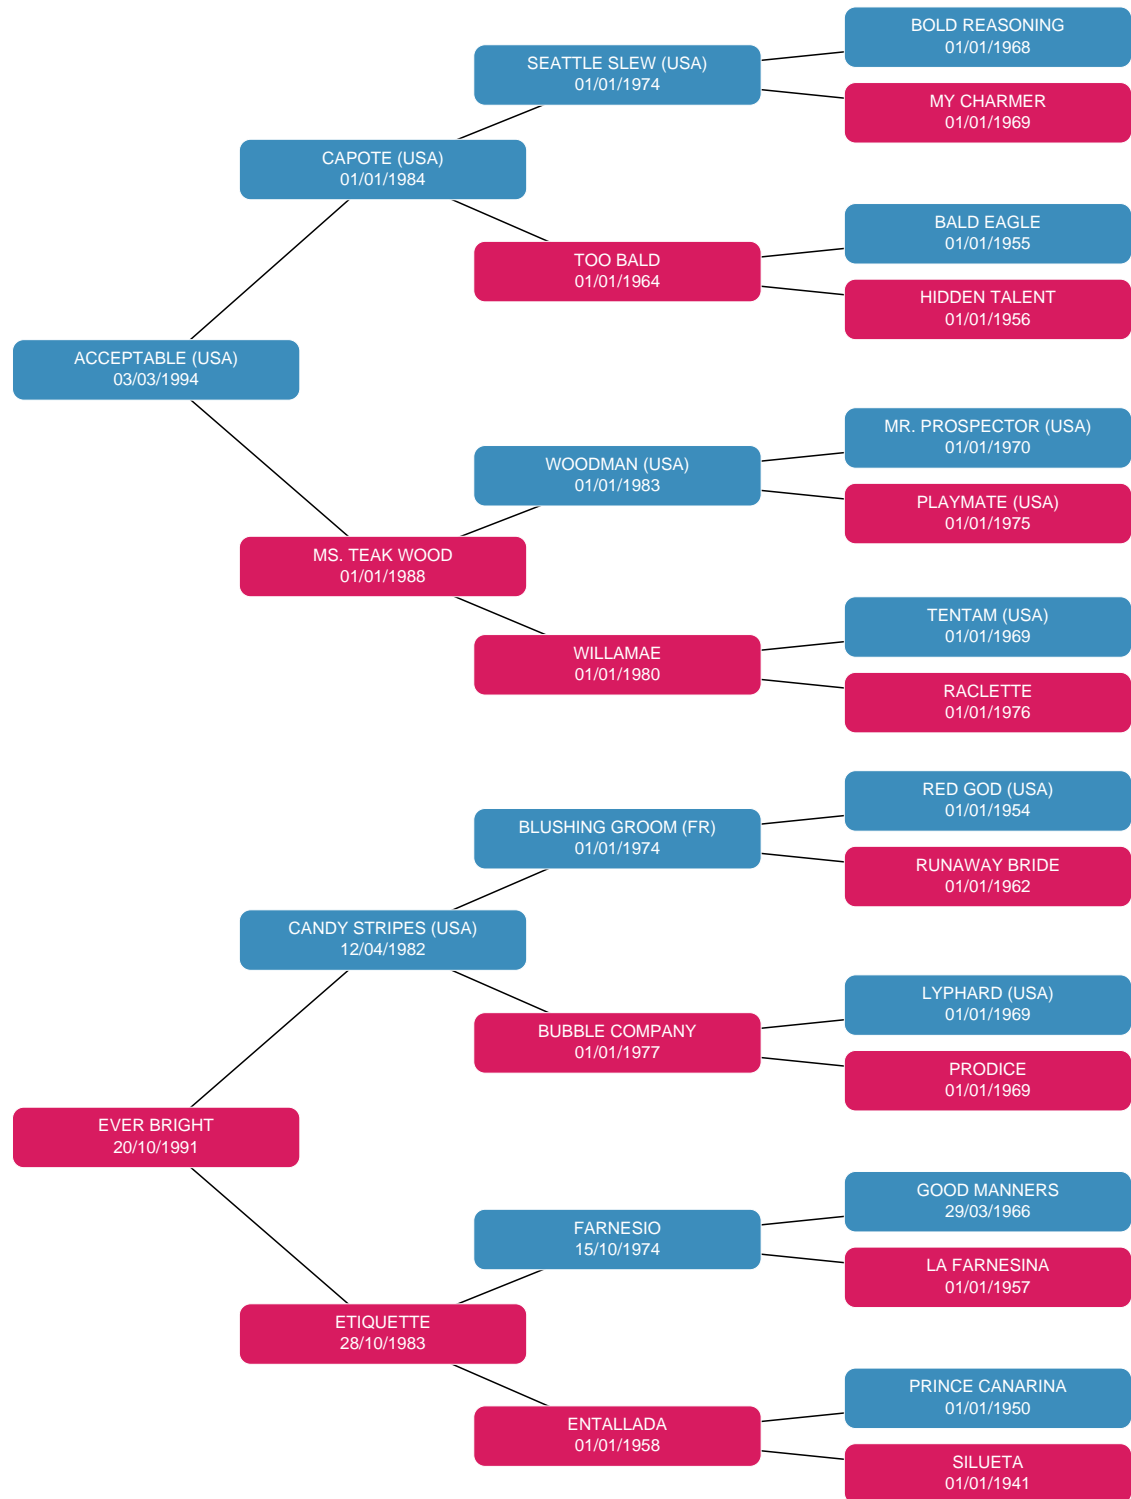 BOLD REASONING
01/01/1968
SEATTLE SLEW (USA)
01/01/1974
MY CHARMER
01/01/1969
CAPOTE (USA)
01/01/1984
BALD EAGLE
01/01/1955
TOO BALD
01/01/1964
HIDDEN TALENT
01/01/1956
ACCEPTABLE (USA)
03/03/1994
MR. PROSPECTOR (USA)
01/01/1970
WOODMAN (USA)
01/01/1983
PLAYMATE (USA)
01/01/1975
MS. TEAK WOOD
01/01/1988
TENTAM (USA)
01/01/1969
WILLAMAE
01/01/1980
RACLETTE
01/01/1976
RED GOD (USA)
01/01/1954
BLUSHING GROOM (FR)
01/01/1974
RUNAWAY BRIDE
01/01/1962
CANDY STRIPES (USA)
12/04/1982
LYPHARD (USA)
01/01/1969
BUBBLE COMPANY
01/01/1977
PRODICE
01/01/1969
EVER BRIGHT
20/10/1991
GOOD MANNERS
29/03/1966
FARNESIO
15/10/1974
LA FARNESINA
01/01/1957
ETIQUETTE
28/10/1983
PRINCE CANARINA
01/01/1950
ENTALLADA
01/01/1958
SILUETA
01/01/1941